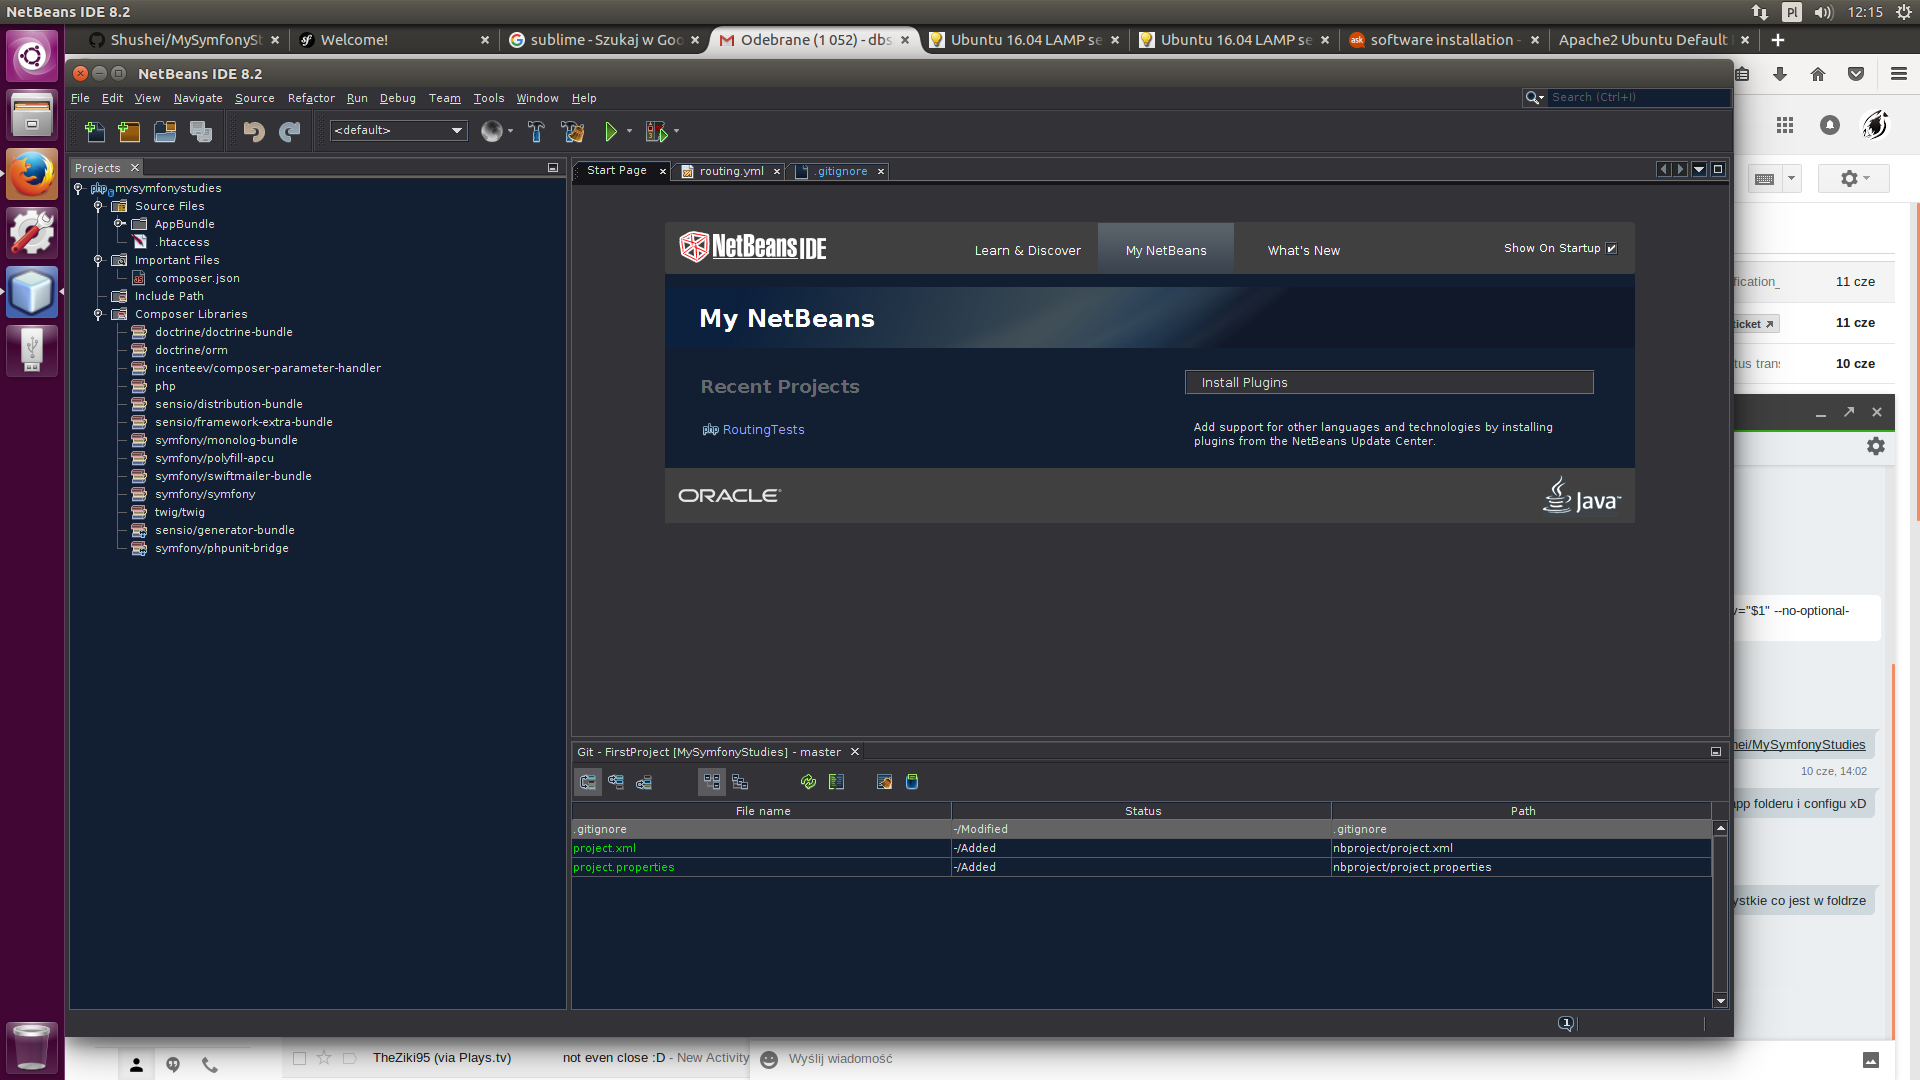 NetBeans IDE 8.2
Pl
12:15
Shushei/MySymfonySt
Welcome!
sublime - Szukaj w Goo
Odebrane (1 052) - dbs
Ubuntu 16.04 LAMP se
Ubuntu 16.04 LAMP se
ask
software installation -
Apache2 Ubuntu Default
NetBeans IDE 8.2
File Edit View Navigate Source Refactor Run Debug Team Tools Window Help
Search (Ctrl+I)
<default>
Projects
Start Page
routing.yml
.gitignore
php mysymfonystudies
Source Files
AppBundle
.htaccess
Important Files
composer.json
Include Path
Composer Libraries
doctrine/doctrine-bundle
doctrine/orm
incenteev/composer-parameter-handler
php
sensio/distribution-bundle
sensio/framework-extra-bundle
symfony/monolog-bundle
symfony/polyfill-apcu
symfony/swiftmailer-bundle
symfony/symfony
twig/twig
sensio/generator-bundle
symfony/phpunit-bridge
NetBeans IDE
Learn & Discover
My NetBeans
What's New
Show On Startup
My NetBeans
Recent Projects
php RoutingTests
Install Plugins
Add support for other languages and technologies by installing
plugins from the NetBeans Update Center.
ORACLE
Java
Git - FirstProject [MySymfonyStudies] - master
File name Status Path
.gitignore -/Modified .gitignore
project.xml -/Added nbproject/project.xml
project.properties -/Added nbproject/project.properties
1
fication_ 11 cze
ticket 11 cze
tus trans 10 cze
="$1" --no-optional-
hei/MySymfonyStudies
10 cze, 14:02
app folderu i configu xD
ystkie co jest w foldrze
TheZiki95 (via Plays.tv)
not even close :D - New Activity
Wyślij wiadomość